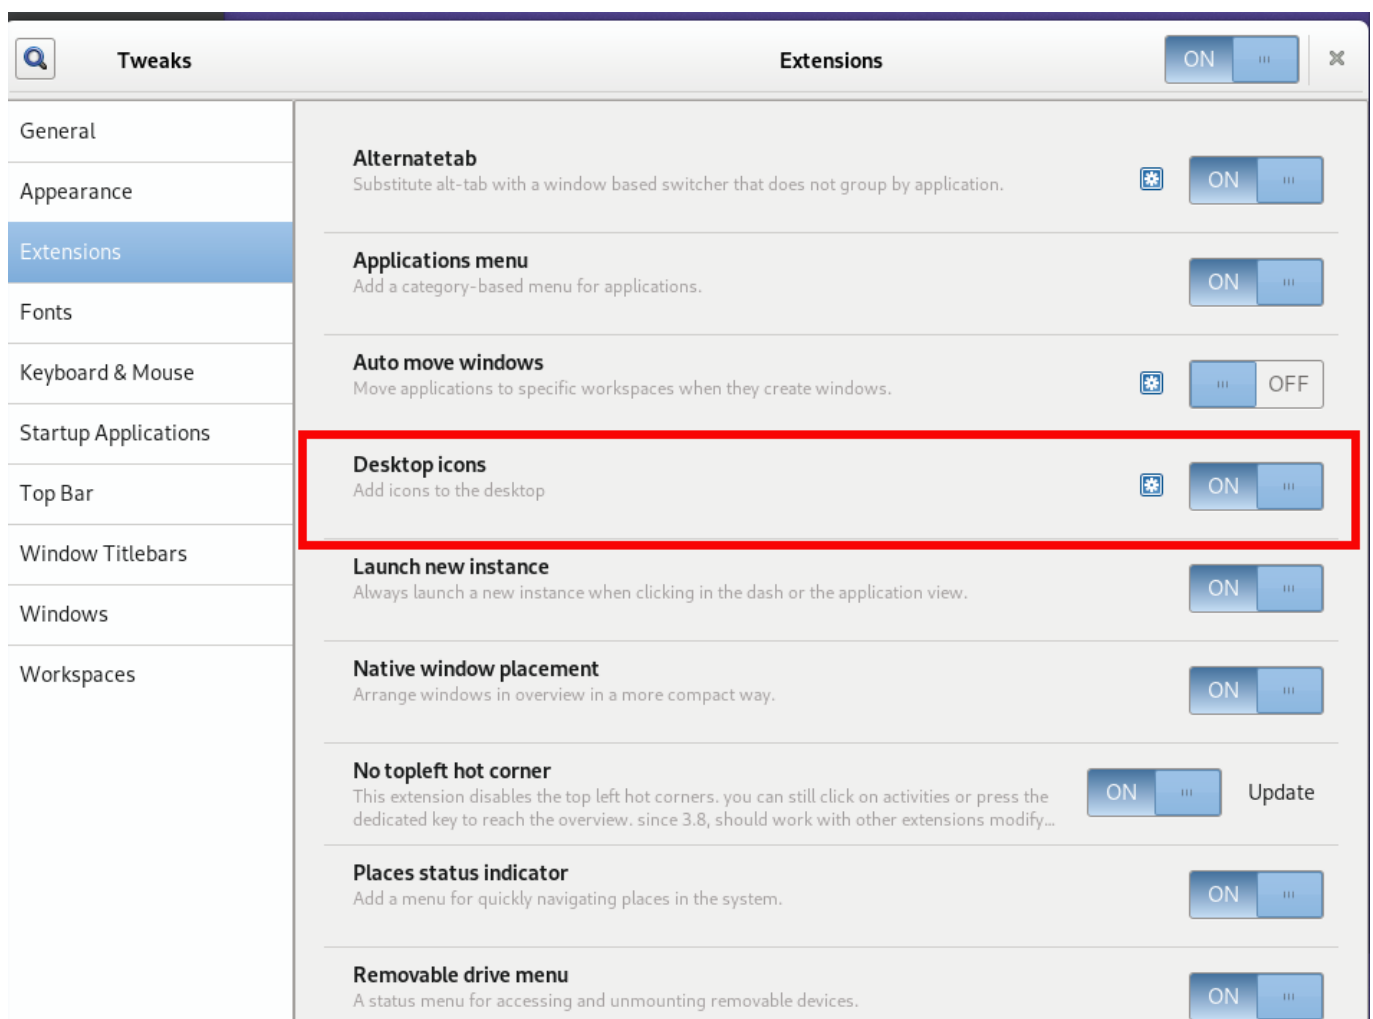 Tweaks
Extensions
ON
General
Appearance
Extensions
Fonts
Keyboard & Mouse
Startup Applications
Top Bar
Window Titlebars
Windows
Workspaces
Alternatetab
Substitute alt-tab with a window based switcher that does not group by application.
ON
Applications menu
Add a category-based menu for applications.
ON
Auto move windows
Move applications to specific workspaces when they create windows.
OFF
Desktop icons
Add icons to the desktop
ON
Launch new instance
Always launch a new instance when clicking in the dash or the application view.
ON
Native window placement
Arrange windows in overview in a more compact way.
ON
No topleft hot corner
This extension disables the top left hot corners. you can still click on activities or press the
dedicated key to reach the overview. since 3.8, should work with other extensions modify...
ON
Update
Places status indicator
Add a menu for quickly navigating places in the system.
ON
Removable drive menu
A status menu for accessing and unmounting removable devices.
ON